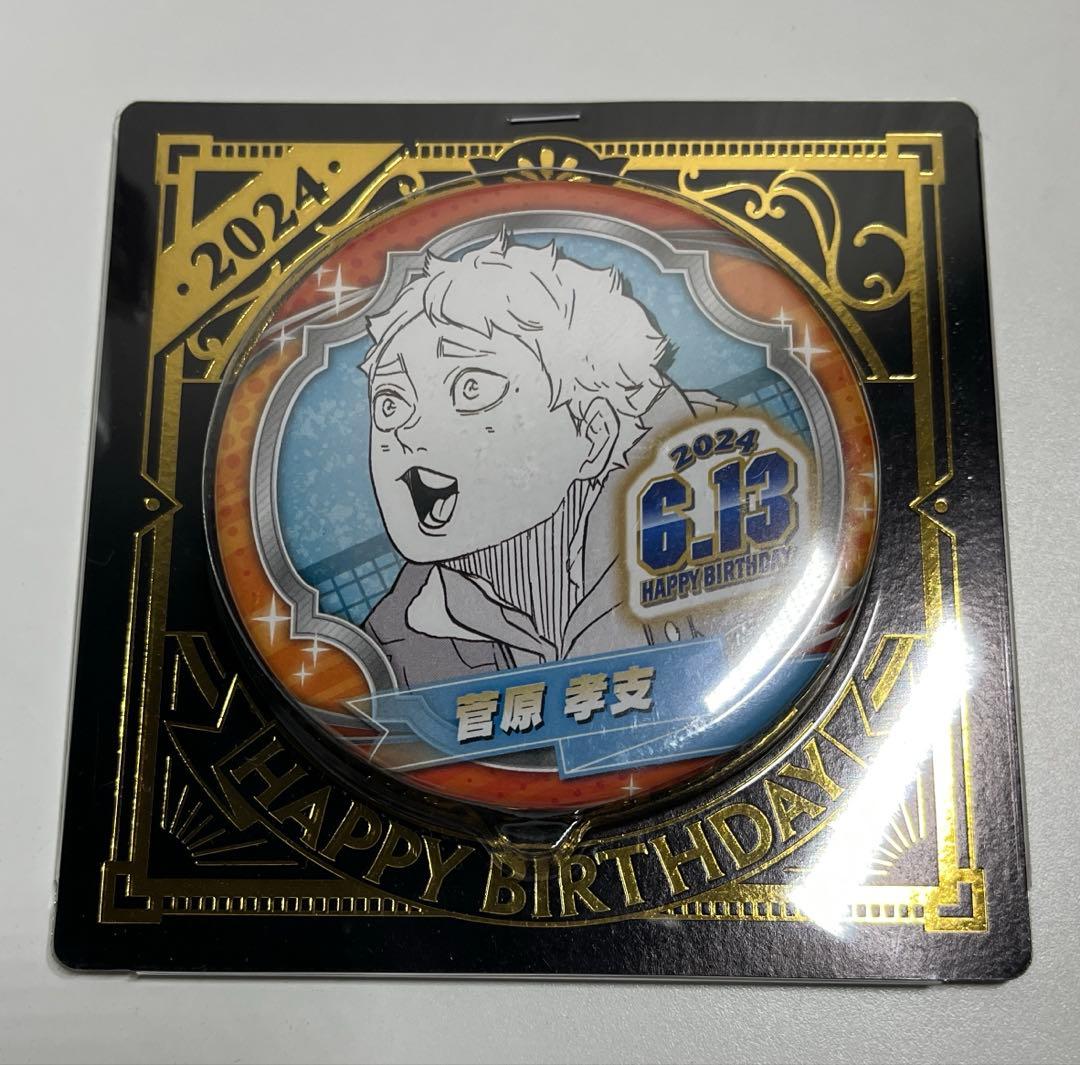 ·2024·
2024
6.13
HAPPY BIRTHDAY
菅原 孝支
HAPPY BIRTHDAY